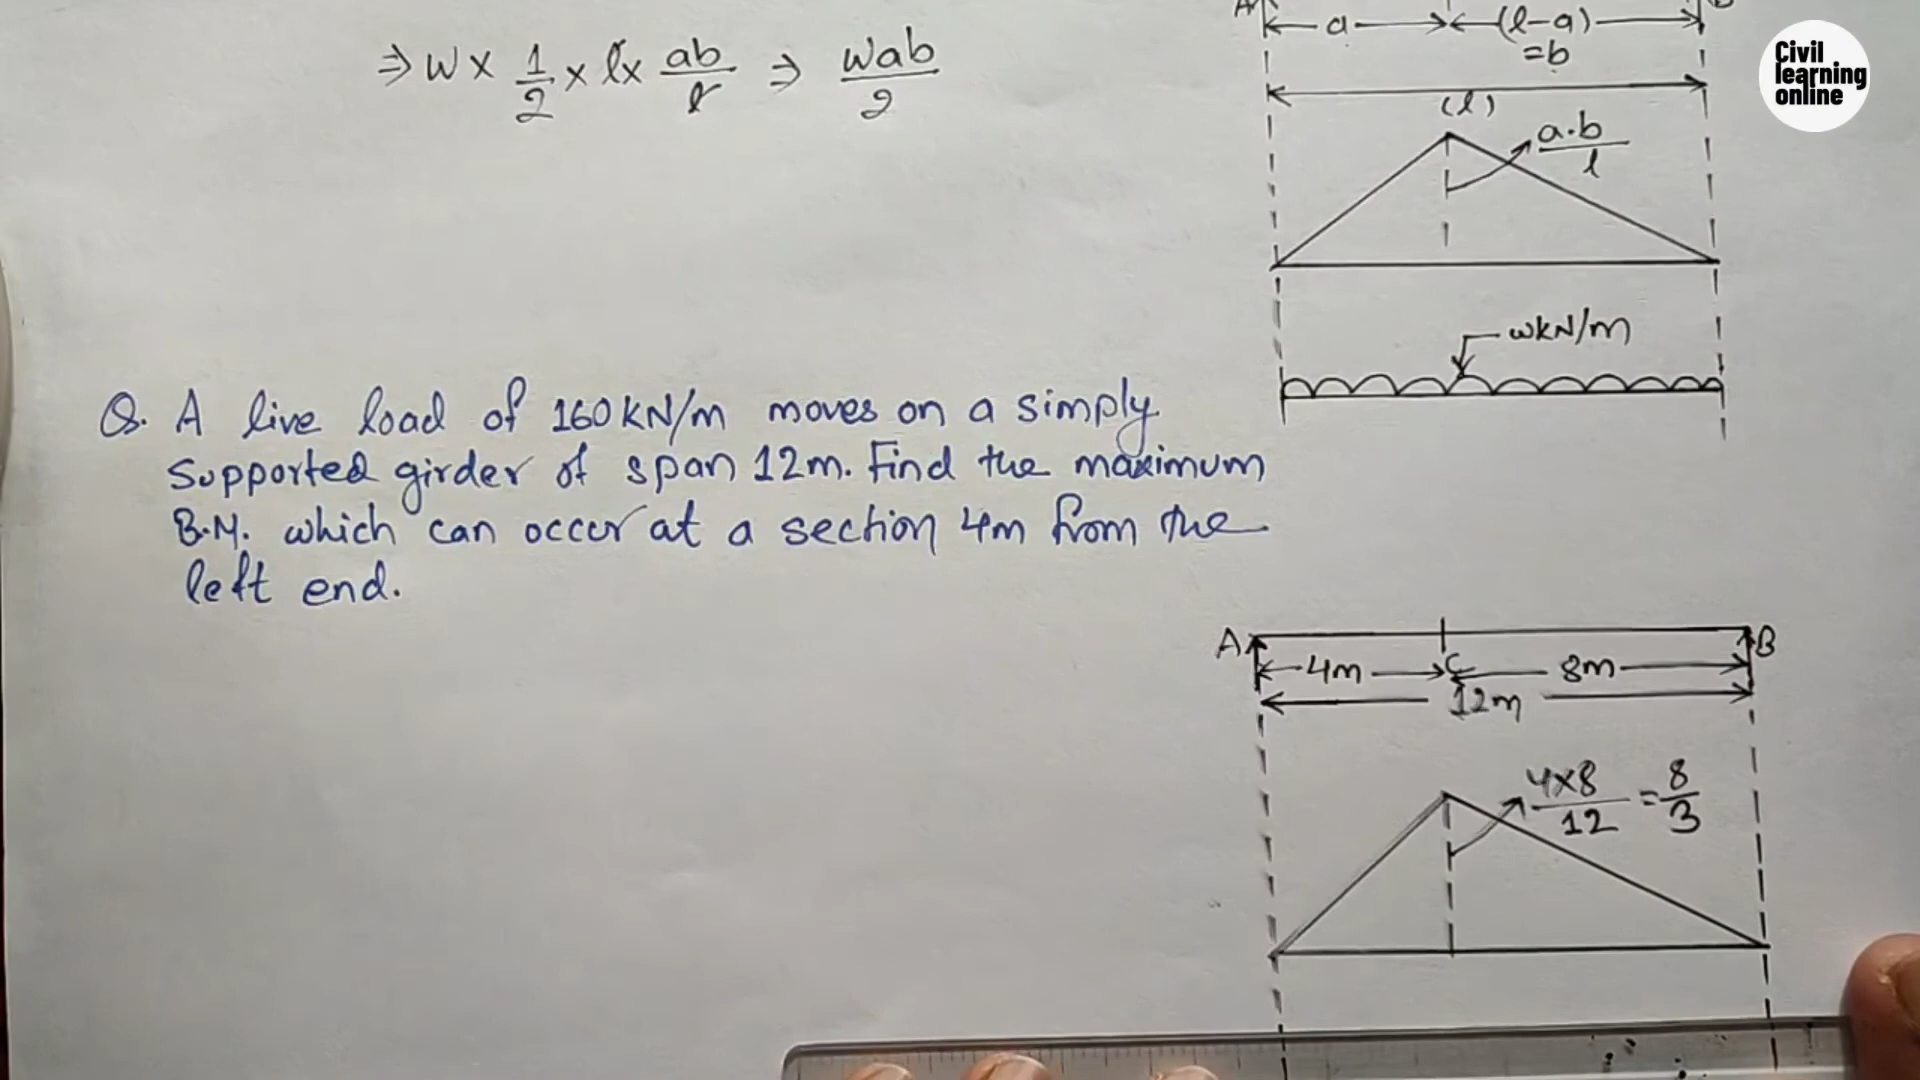 ⇒ W × 1/2 × l × ab/l ⇒ wab/2
a (l-a)
=b
(l)
a.b/l
wkN/m
Civil
learning
online
Q. A live load of 160kN/m moves on a simply
supported girder of span 12m. Find the maximum
B.M. which can occur at a section 4m from the
left end.
A B
4m C 8m
12m
4×8/12 = 8/3